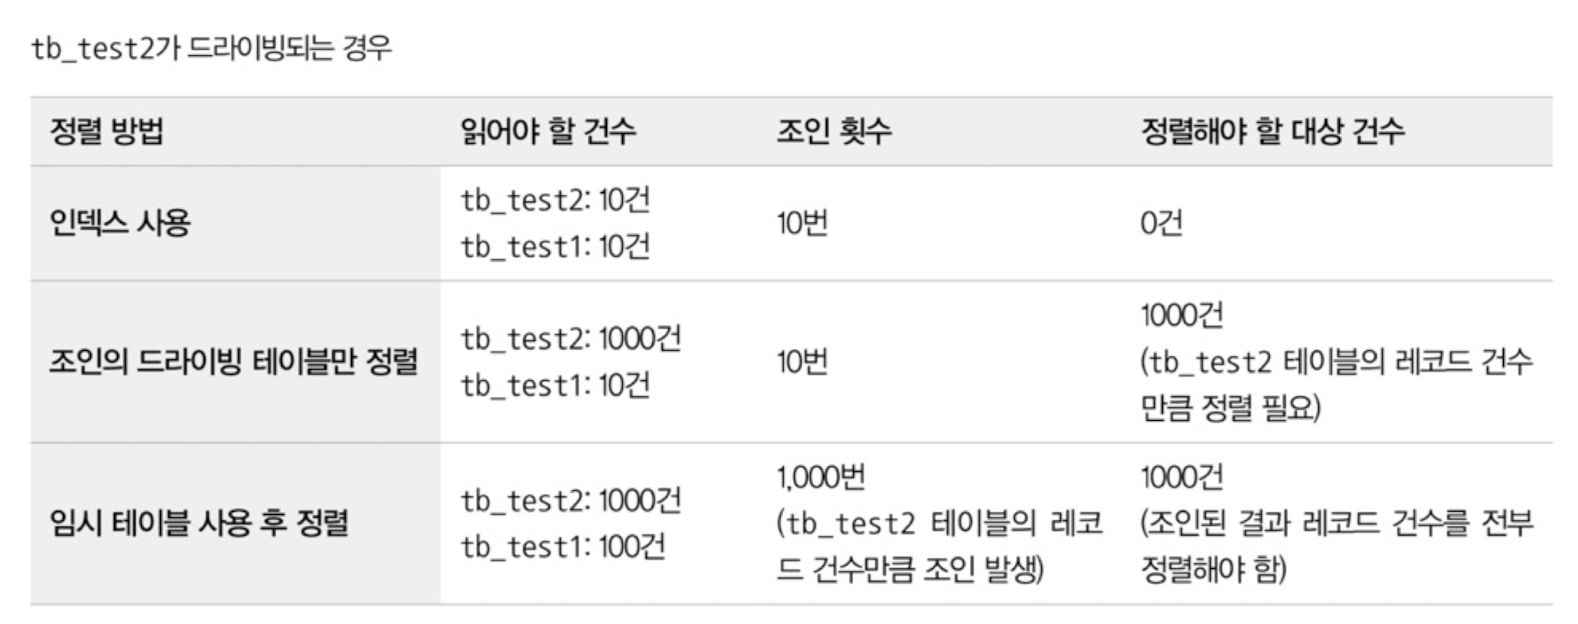 tb_test2가 드라이빙되는 경우
정렬 방법 읽어야 할 건수 조인 횟수 정렬해야 할 대상 건수
인덱스 사용
tb_test2: 10건
tb_test1: 10건
10번
0건
조인의 드라이빙 테이블만 정렬
tb_test2: 1000건
tb_test1: 10건
10번
1000건
(tb_test2 테이블의 레코드 건수
만큼 정렬 필요)
임시 테이블 사용 후 정렬
tb_test2: 1000건
tb_test1: 100건
1,000번
(tb_test2 테이블의 레코
드 건수만큼 조인 발생)
1000건
(조인된 결과 레코드 건수를 전부
정렬해야 함)